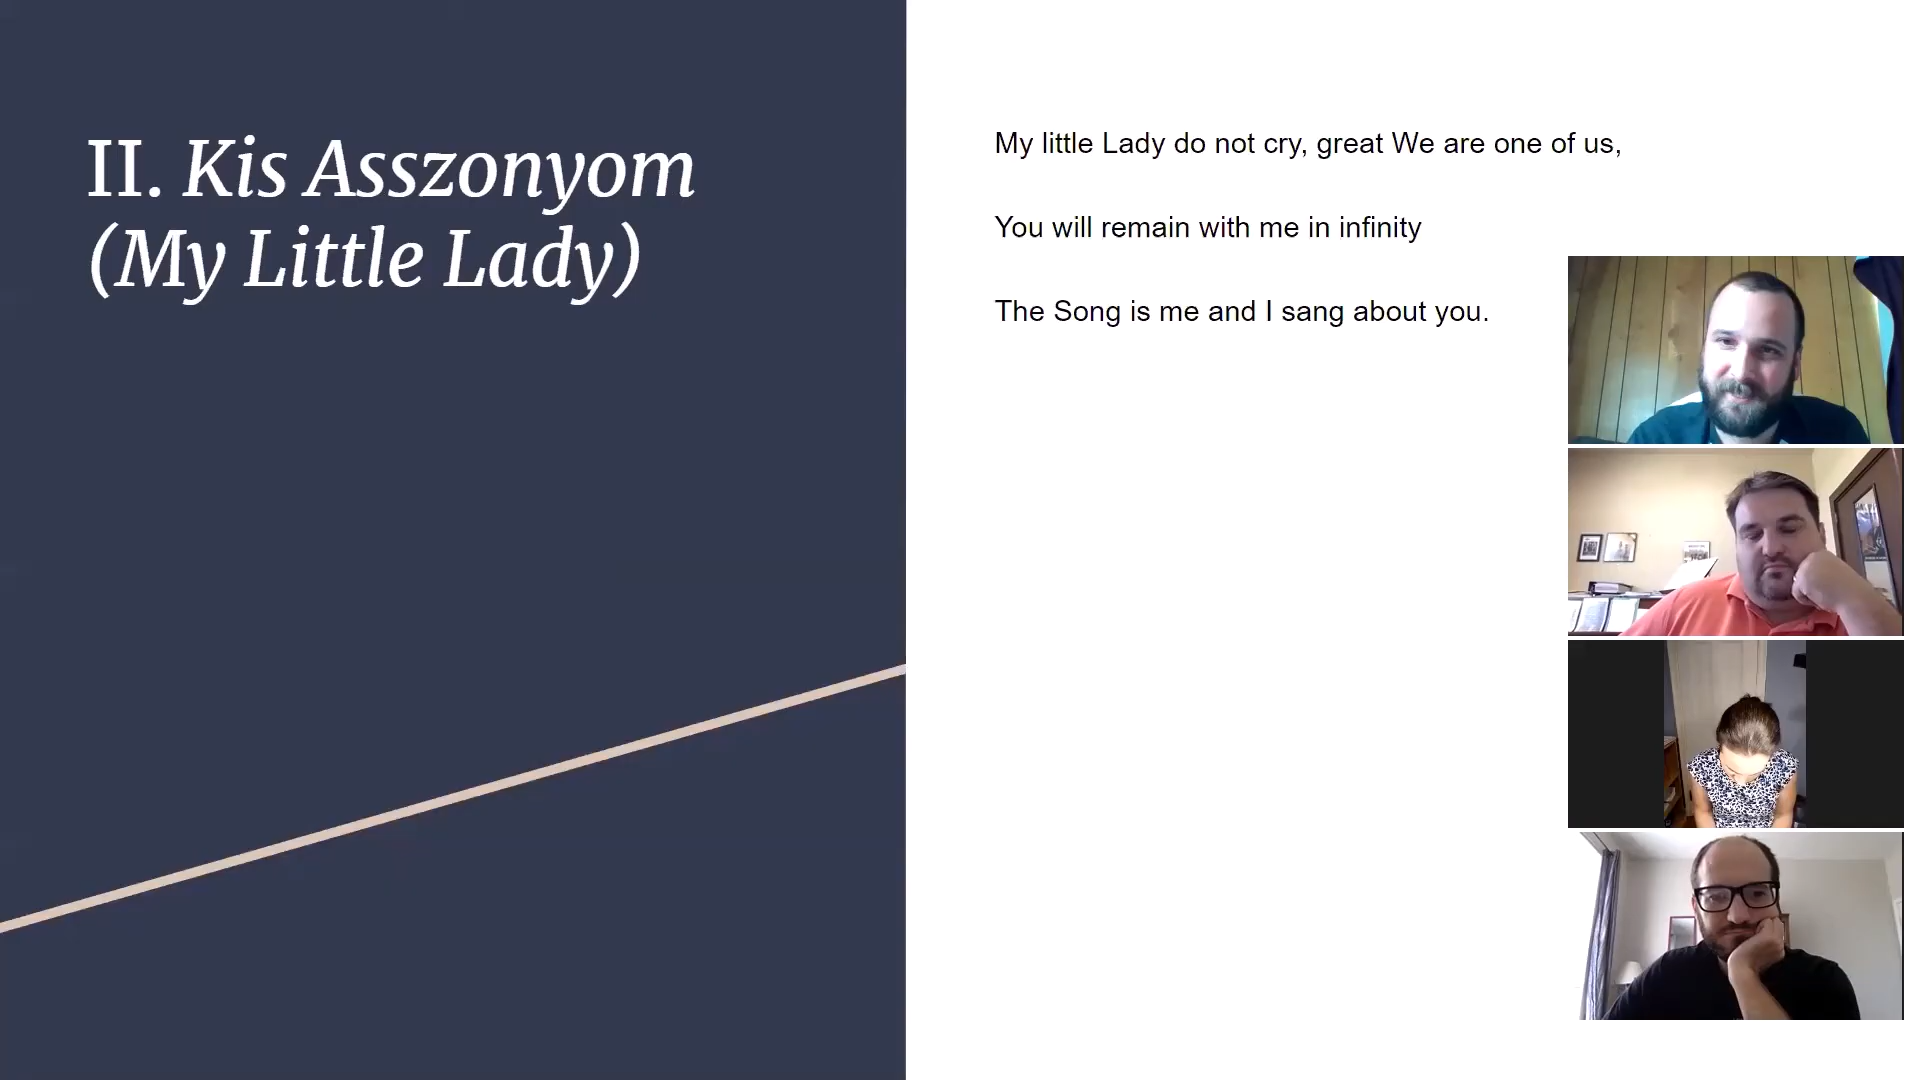 II. Kis Asszonyom
(My Little Lady)
My little Lady do not cry, great We are one of us,
You will remain with me in infinity
The Song is me and I sang about you.